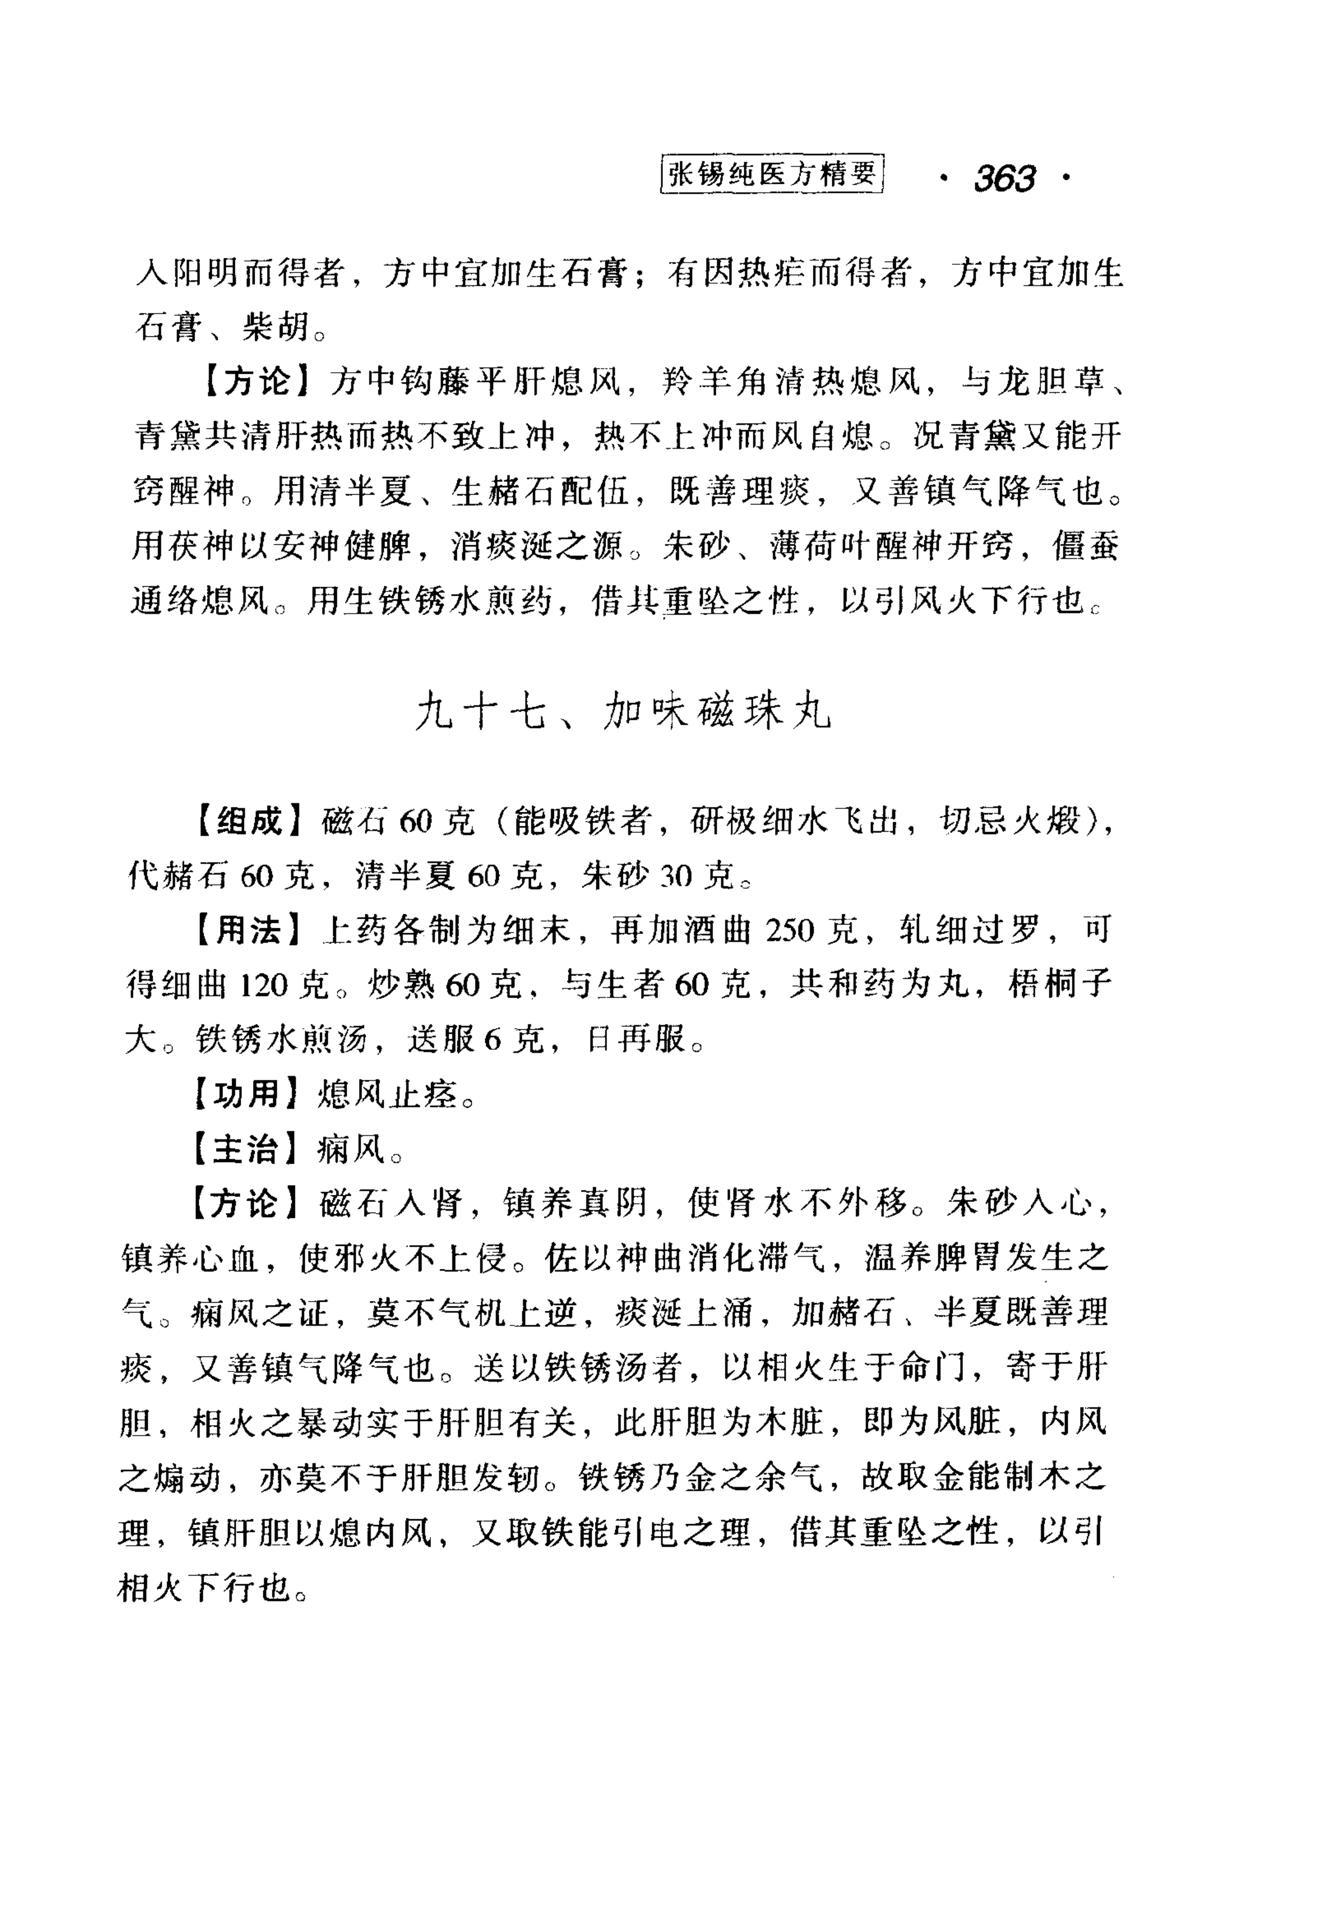 张锡纯医方精要 · 363 ·
入阳明而得者，方中宜加生石膏；有因热疟而得者，方中宜加生
石膏、柴胡。
【方论】方中钩藤平肝熄风，羚羊角清热熄风，与龙胆草、
青黛共清肝热而热不致上冲，热不上冲而风自熄。况青黛又能开
窍醒神。用清半夏、生赭石配伍，既善理痰，又善镇气降气也。
用茯神以安神健脾，消痰涎之源。朱砂、薄荷叶醒神开窍，僵蚕
通络熄风。用生铁锈水煎药，借其重坠之性，以引风火下行也。
九十七、加味磁珠丸
【组成】磁石 60 克（能吸铁者，研极细水飞出，切忌火煅），
代赭石 60 克，清半夏 60 克，朱砂 30 克。
【用法】上药各制为细末，再加酒曲 250 克，轧细过罗，可
得细曲 120 克。炒熟 60 克，与生者 60 克，共和药为丸，梧桐子
大。铁锈水煎汤，送服 6 克，日再服。
【功用】熄风止痉。
【主治】痫风。
【方论】磁石入肾，镇养真阴，使肾水不外移。朱砂入心，
镇养心血，使邪火不上侵。佐以神曲消化滞气，温养脾胃发生之
气。痫风之证，莫不气机上逆，痰涎上涌，加赭石、半夏既善理
痰，又善镇气降气也。送以铁锈汤者，以相火生于命门，寄于肝
胆，相火之暴动实于肝胆有关，此肝胆为木脏，即为风脏，内风
之煽动，亦莫不于肝胆发轫。铁锈乃金之余气，故取金能制木之
理，镇肝胆以熄内风，又取铁能引电之理，借其重坠之性，以引
相火下行也。